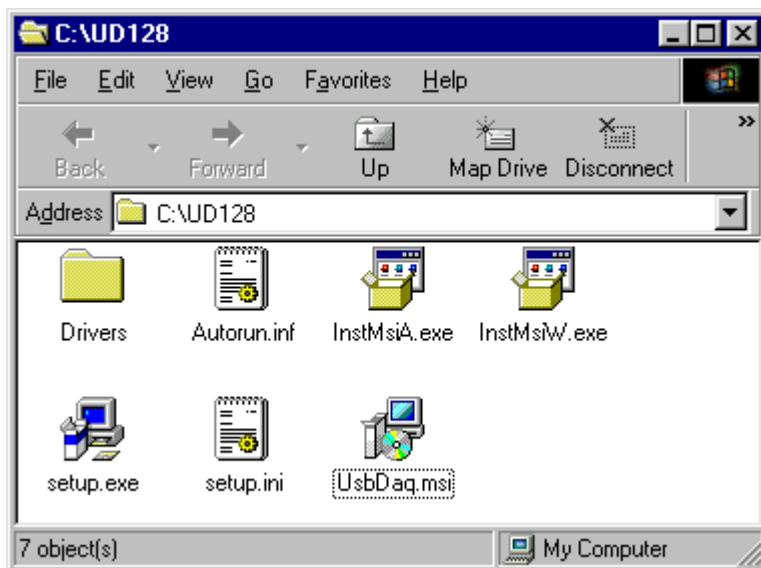 C:\UD128
File Edit View Go Favorites Help
Back Forward Up Map Drive Disconnect »
Address C:\UD128
Drivers Autorun.inf InstMsiA.exe InstMsiW.exe
setup.exe setup.ini UsbDaq.msi
7 object(s) My Computer